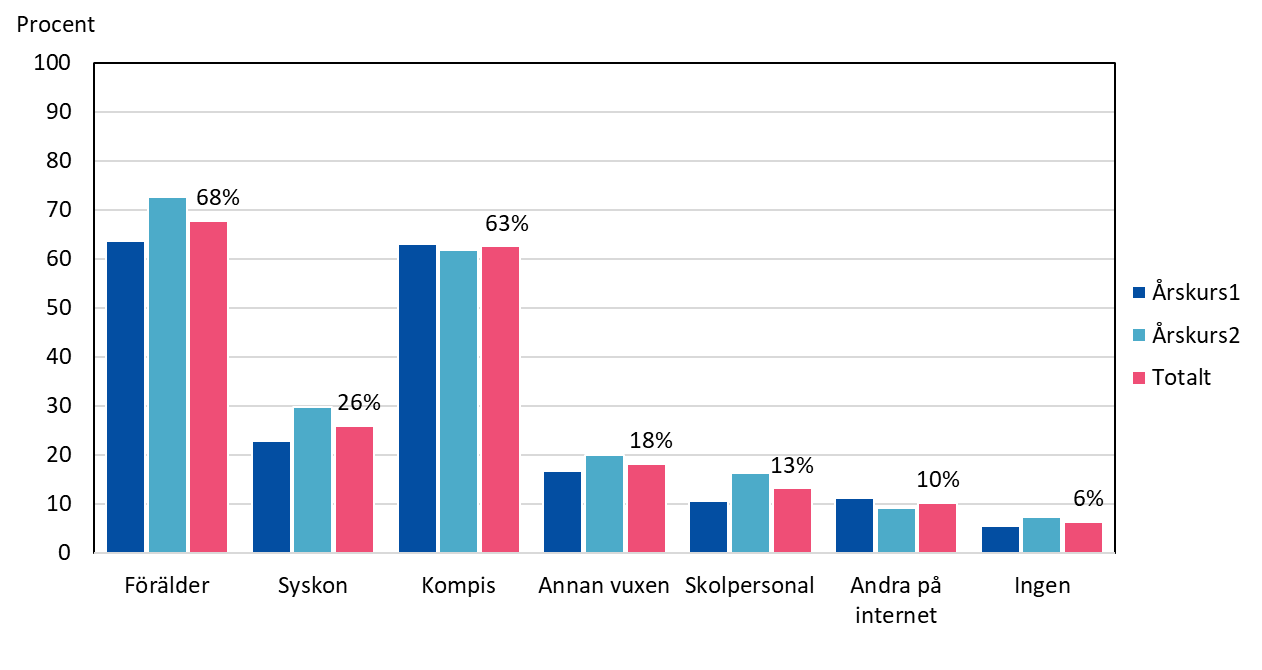 Procent
100
90
80
70
60
50
40
30
20
10
0
68%
26%
63%
18%
13%
10%
6%
Förälder
Syskon
Kompis
Annan vuxen
Skolpersonal
Andra på
internet
Ingen
Årskurs1
Årskurs2
Totalt